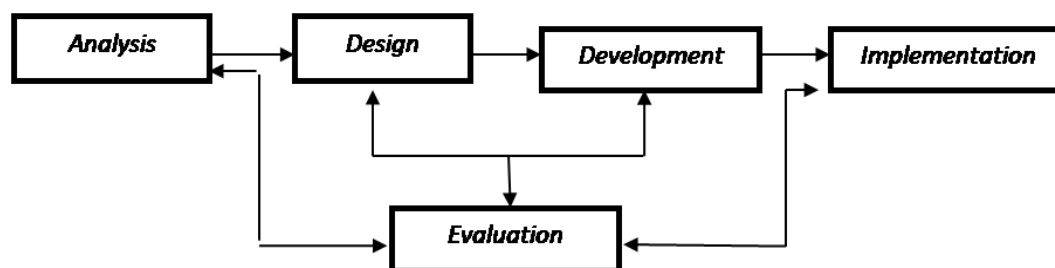 Analysis
Design
Development
Implementation
Evaluation